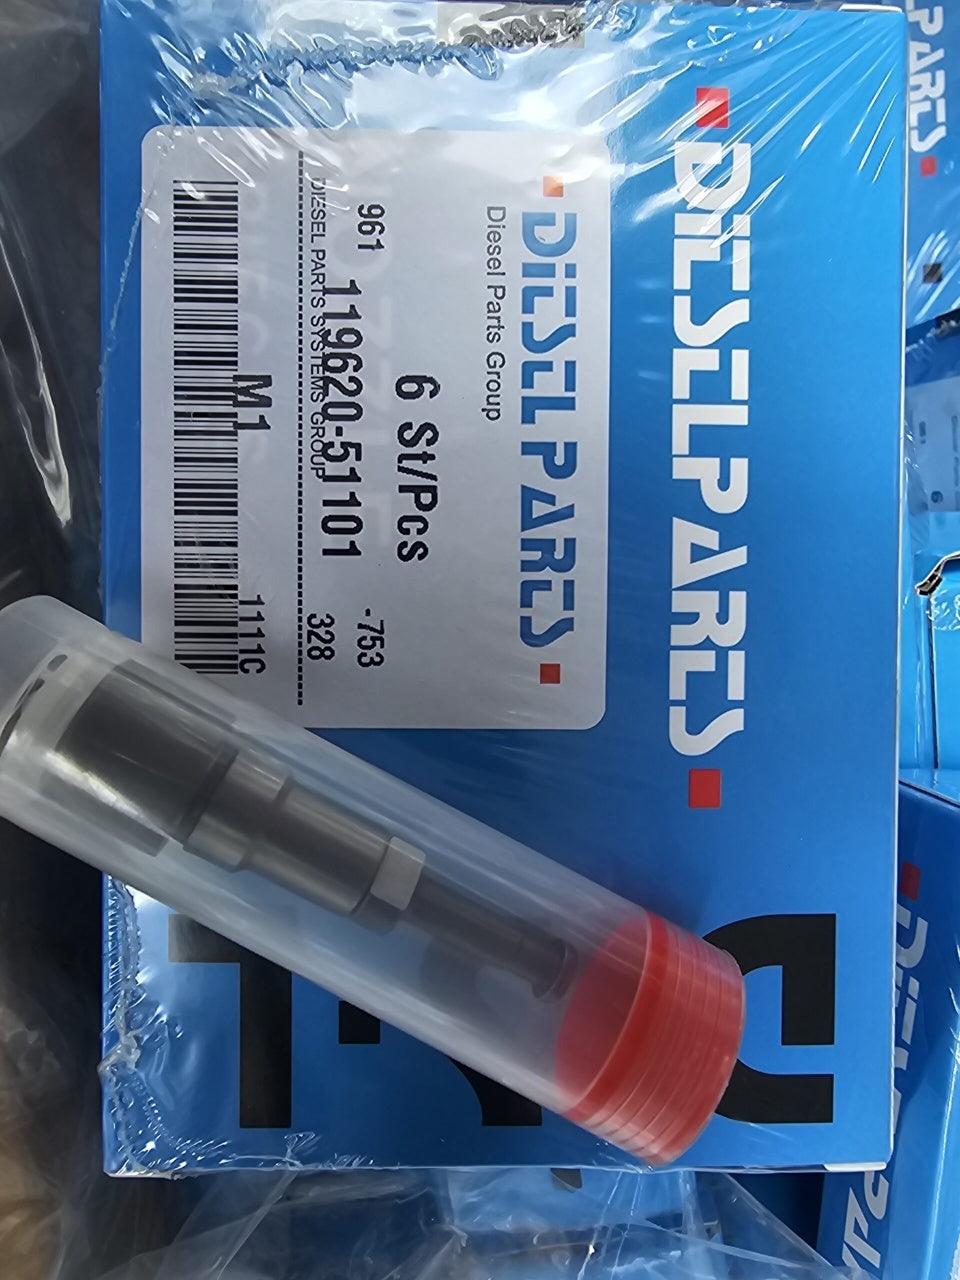 DIESEL PARTS
DIESEL PARTS
Diesel Parts Group
6 St/Pcs
961
-753
119620-51101
328
DIESEL PARTS SYSTEMS GROUP
M1
1111C